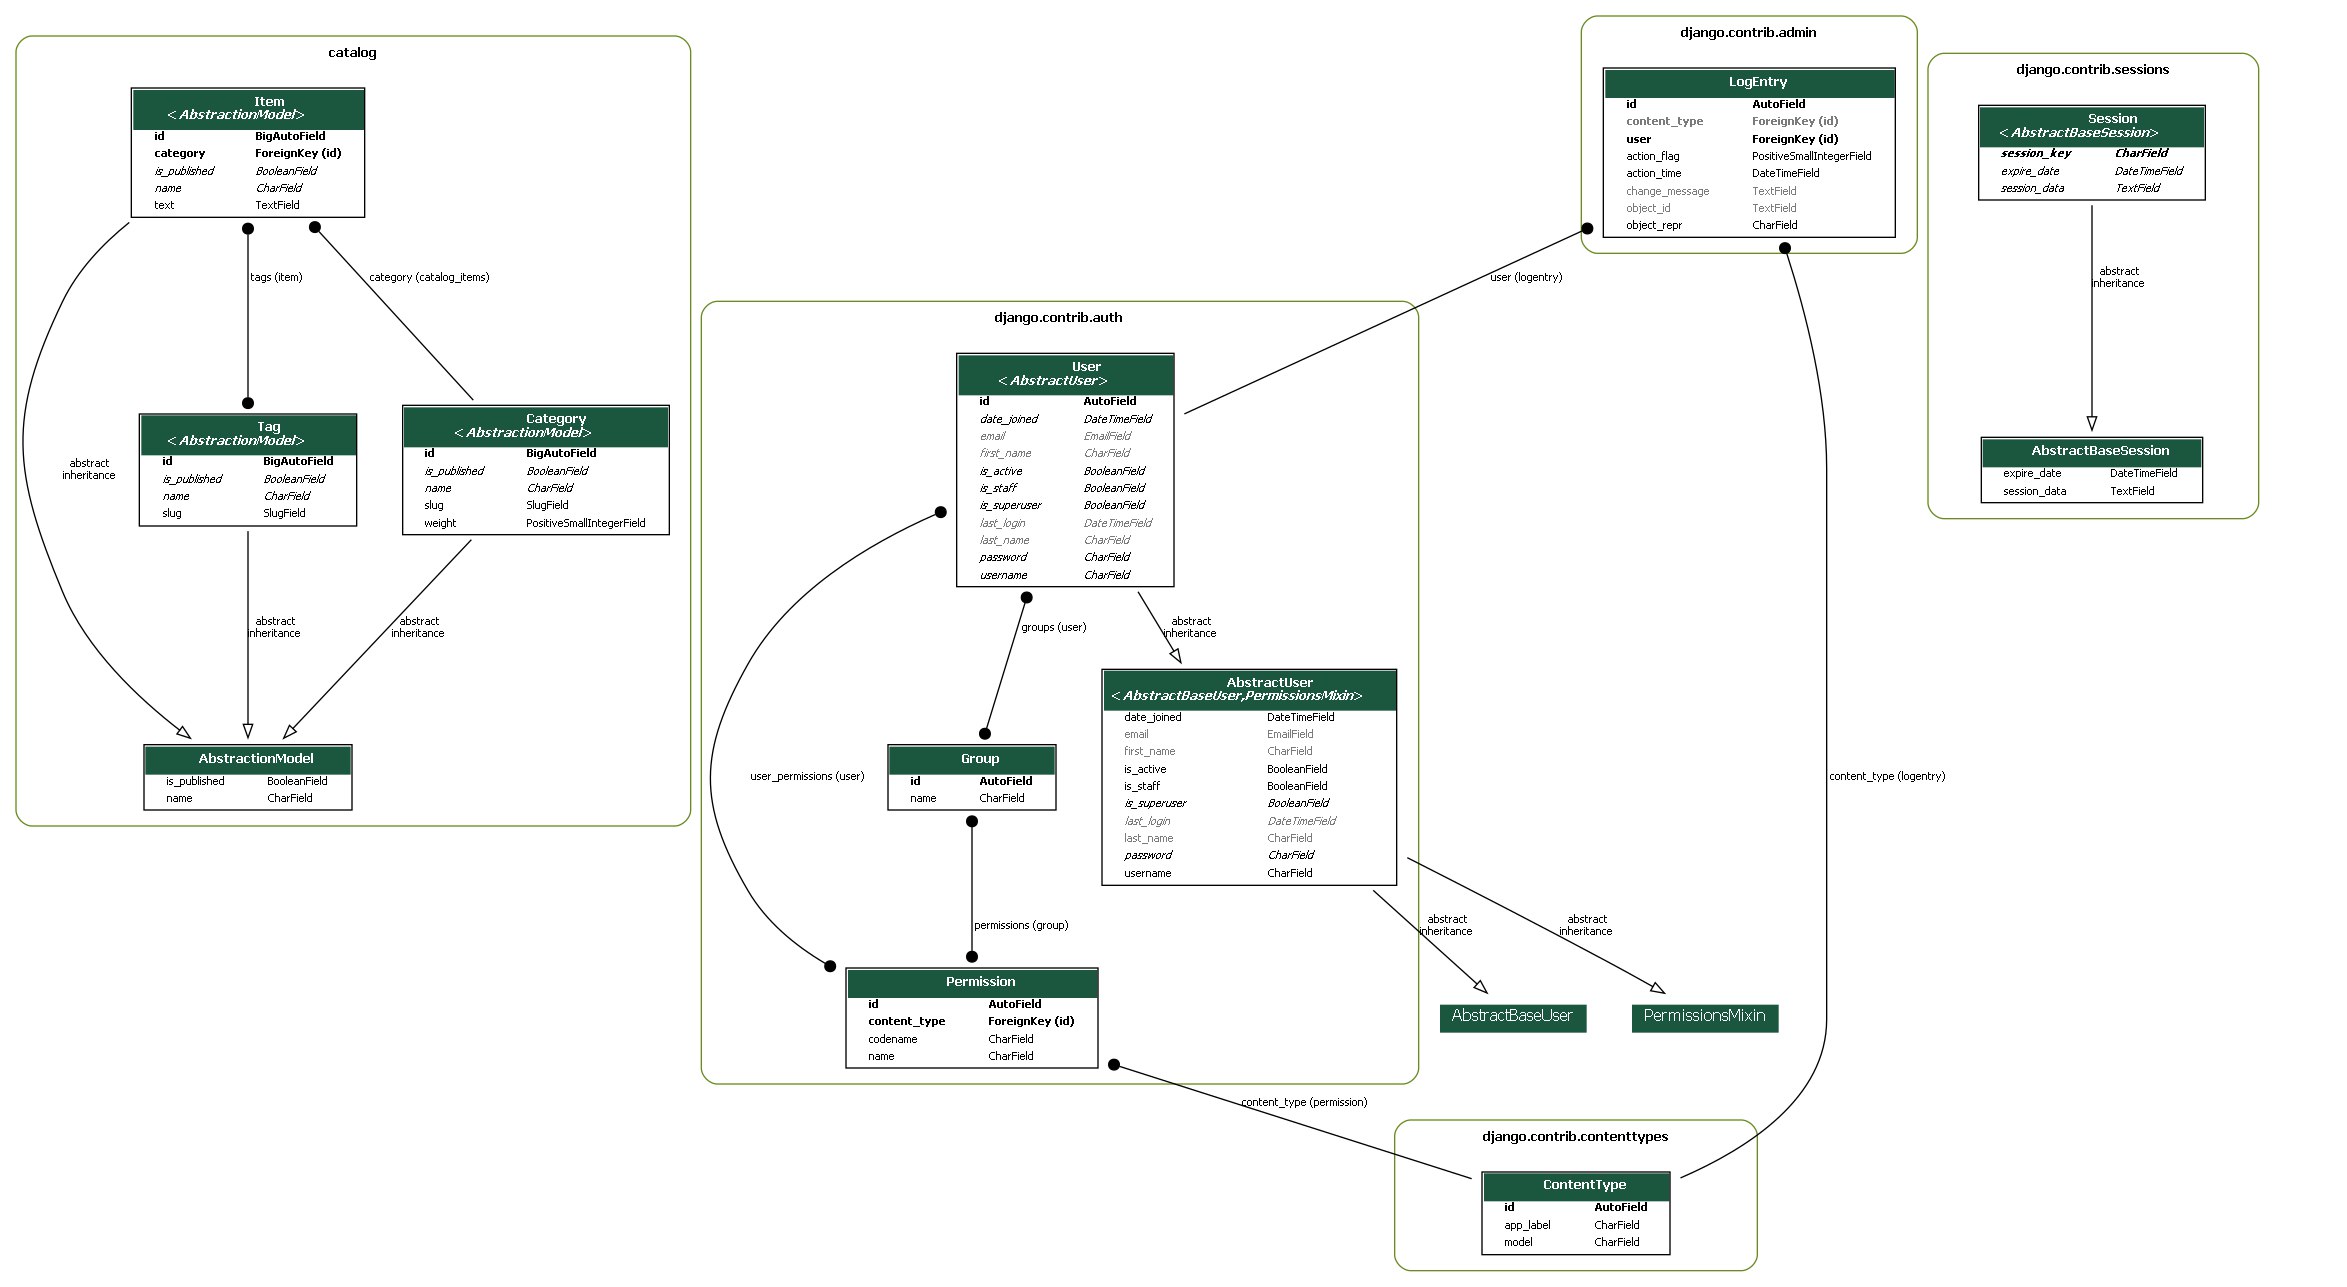 catalog
Item
<AbstractionModel>
id BigAutoField
category ForeignKey (id)
is_published BooleanField
name CharField
text TextField
tags (item)
category (catalog_items)
Tag
<AbstractionModel>
id BigAutoField
is_published BooleanField
name CharField
slug SlugField
Category
<AbstractionModel>
id BigAutoField
is_published BooleanField
name CharField
slug SlugField
weight PositiveSmallIntegerField
abstract
inheritance
abstract
inheritance
abstract
inheritance
AbstractionModel
is_published BooleanField
name CharField
django.contrib.auth
User
<AbstractUser>
id AutoField
date_joined DateTimeField
email EmailField
first_name CharField
is_active BooleanField
is_staff BooleanField
is_superuser BooleanField
last_login DateTimeField
last_name CharField
password CharField
username CharField
groups (user)
abstract
inheritance
user_permissions (user)
Group
id AutoField
name CharField
AbstractUser
<AbstractBaseUser,PermissionsMixin>
date_joined DateTimeField
email EmailField
first_name CharField
is_active BooleanField
is_staff BooleanField
is_superuser BooleanField
last_login DateTimeField
last_name CharField
password CharField
username CharField
permissions (group)
Permission
id AutoField
content_type ForeignKey (id)
codename CharField
name CharField
abstract
inheritance
abstract
inheritance
AbstractBaseUser
PermissionsMixin
content_type (permission)
django.contrib.admin
LogEntry
id AutoField
content_type ForeignKey (id)
user ForeignKey (id)
action_flag PositiveSmallIntegerField
action_time DateTimeField
change_message TextField
object_id TextField
object_repr CharField
user (logentry)
content_type (logentry)
django.contrib.contenttypes
ContentType
id AutoField
app_label CharField
model CharField
django.contrib.sessions
Session
<AbstractBaseSession>
session_key CharField
expire_date DateTimeField
session_data TextField
abstract
inheritance
AbstractBaseSession
expire_date DateTimeField
session_data TextField